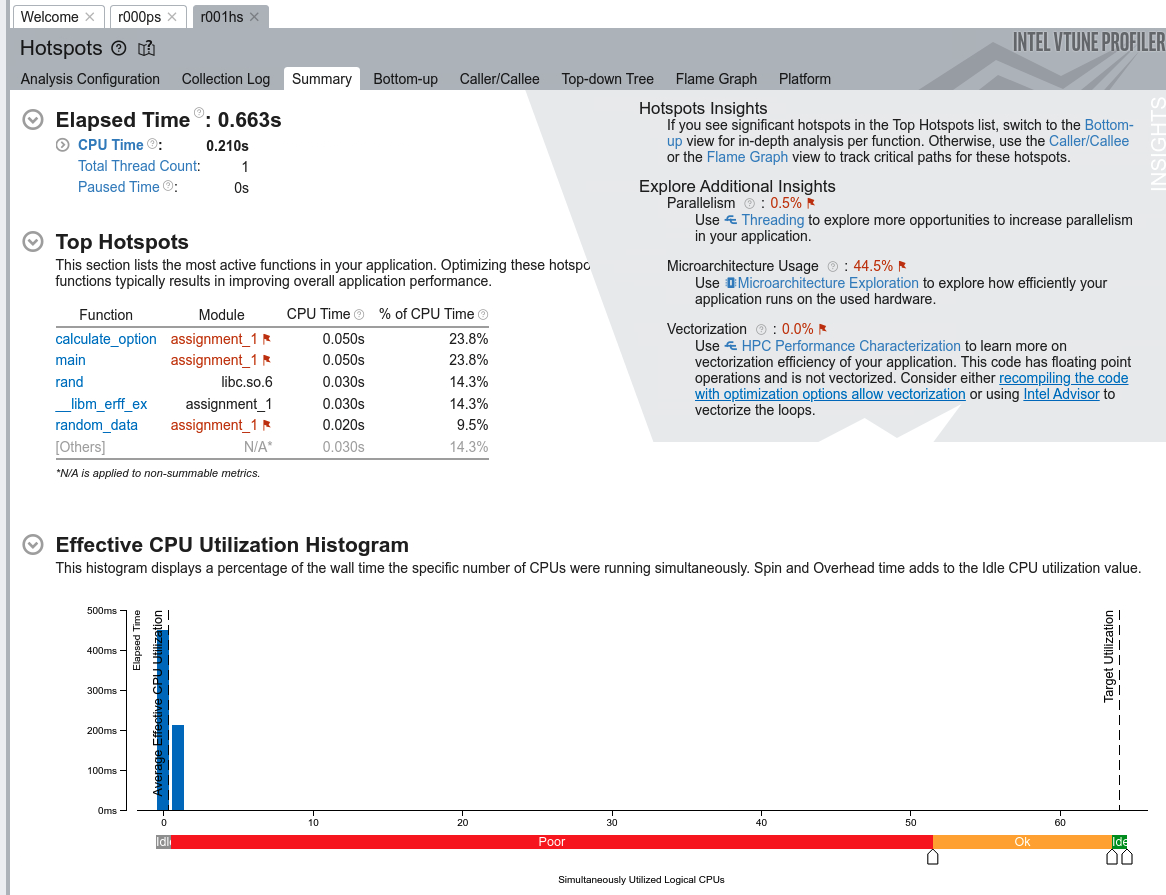 Welcome
r000ps
r001hs
Hotspots
INTEL VTUNE PROFILER
Analysis Configuration Collection Log Summary Bottom-up Caller/Callee Top-down Tree Flame Graph Platform
Elapsed Time ? : 0.663s
CPU Time ? : 0.210s
Total Thread Count: 1
Paused Time ? : 0s
Top Hotspots
This section lists the most active functions in your application. Optimizing these hotspo
functions typically results in improving overall application performance.
Function Module CPU Time ? % of CPU Time ?
calculate_option assignment_1 0.050s 23.8%
main assignment_1 0.050s 23.8%
rand libc.so.6 0.030s 14.3%
__libm_erff_ex assignment_1 0.030s 14.3%
random_data assignment_1 0.020s 9.5%
[Others] N/A* 0.030s 14.3%
*N/A is applied to non-summable metrics.
INSIGHTS
Hotspots Insights
If you see significant hotspots in the Top Hotspots list, switch to the Bottom-
up view for in-depth analysis per function. Otherwise, use the Caller/Callee
or the Flame Graph view to track critical paths for these hotspots.
Explore Additional Insights
Parallelism ? : 0.5%
Use Threading to explore more opportunities to increase parallelism
in your application.
Microarchitecture Usage ? : 44.5%
Use Microarchitecture Exploration to explore how efficiently your
application runs on the used hardware.
Vectorization ? : 0.0%
Use HPC Performance Characterization to learn more on
vectorization efficiency of your application. This code has floating point
operations and is not vectorized. Consider either recompiling the code
with optimization options allow vectorization or using Intel Advisor to
vectorize the loops.
Effective CPU Utilization Histogram
This histogram displays a percentage of the wall time the specific number of CPUs were running simultaneously. Spin and Overhead time adds to the Idle CPU utilization value.
500ms
400ms
300ms
200ms
100ms
0ms
Elapsed Time
Average Effective CPU Utilization
Target Utilization
0 10 20 30 40 50 60
Idle Poor Ok Ide
Simultaneously Utilized Logical CPUs